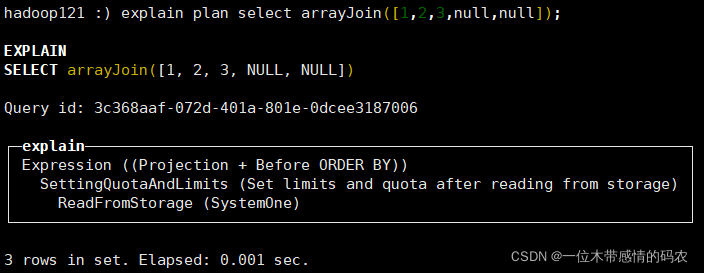 hadoop121 :) explain plan select arrayJoin([1,2,3,null,null]);
EXPLAIN
SELECT arrayJoin([1, 2, 3, NULL, NULL])
Query id: 3c368aaf-072d-401a-801e-0dcee3187006
explain
Expression ((Projection + Before ORDER BY))
SettingQuotaAndLimits (Set limits and quota after reading from storage)
ReadFromStorage (SystemOne)
3 rows in set. Elapsed: 0.001 sec.
CSDN @一位木带感情的码农